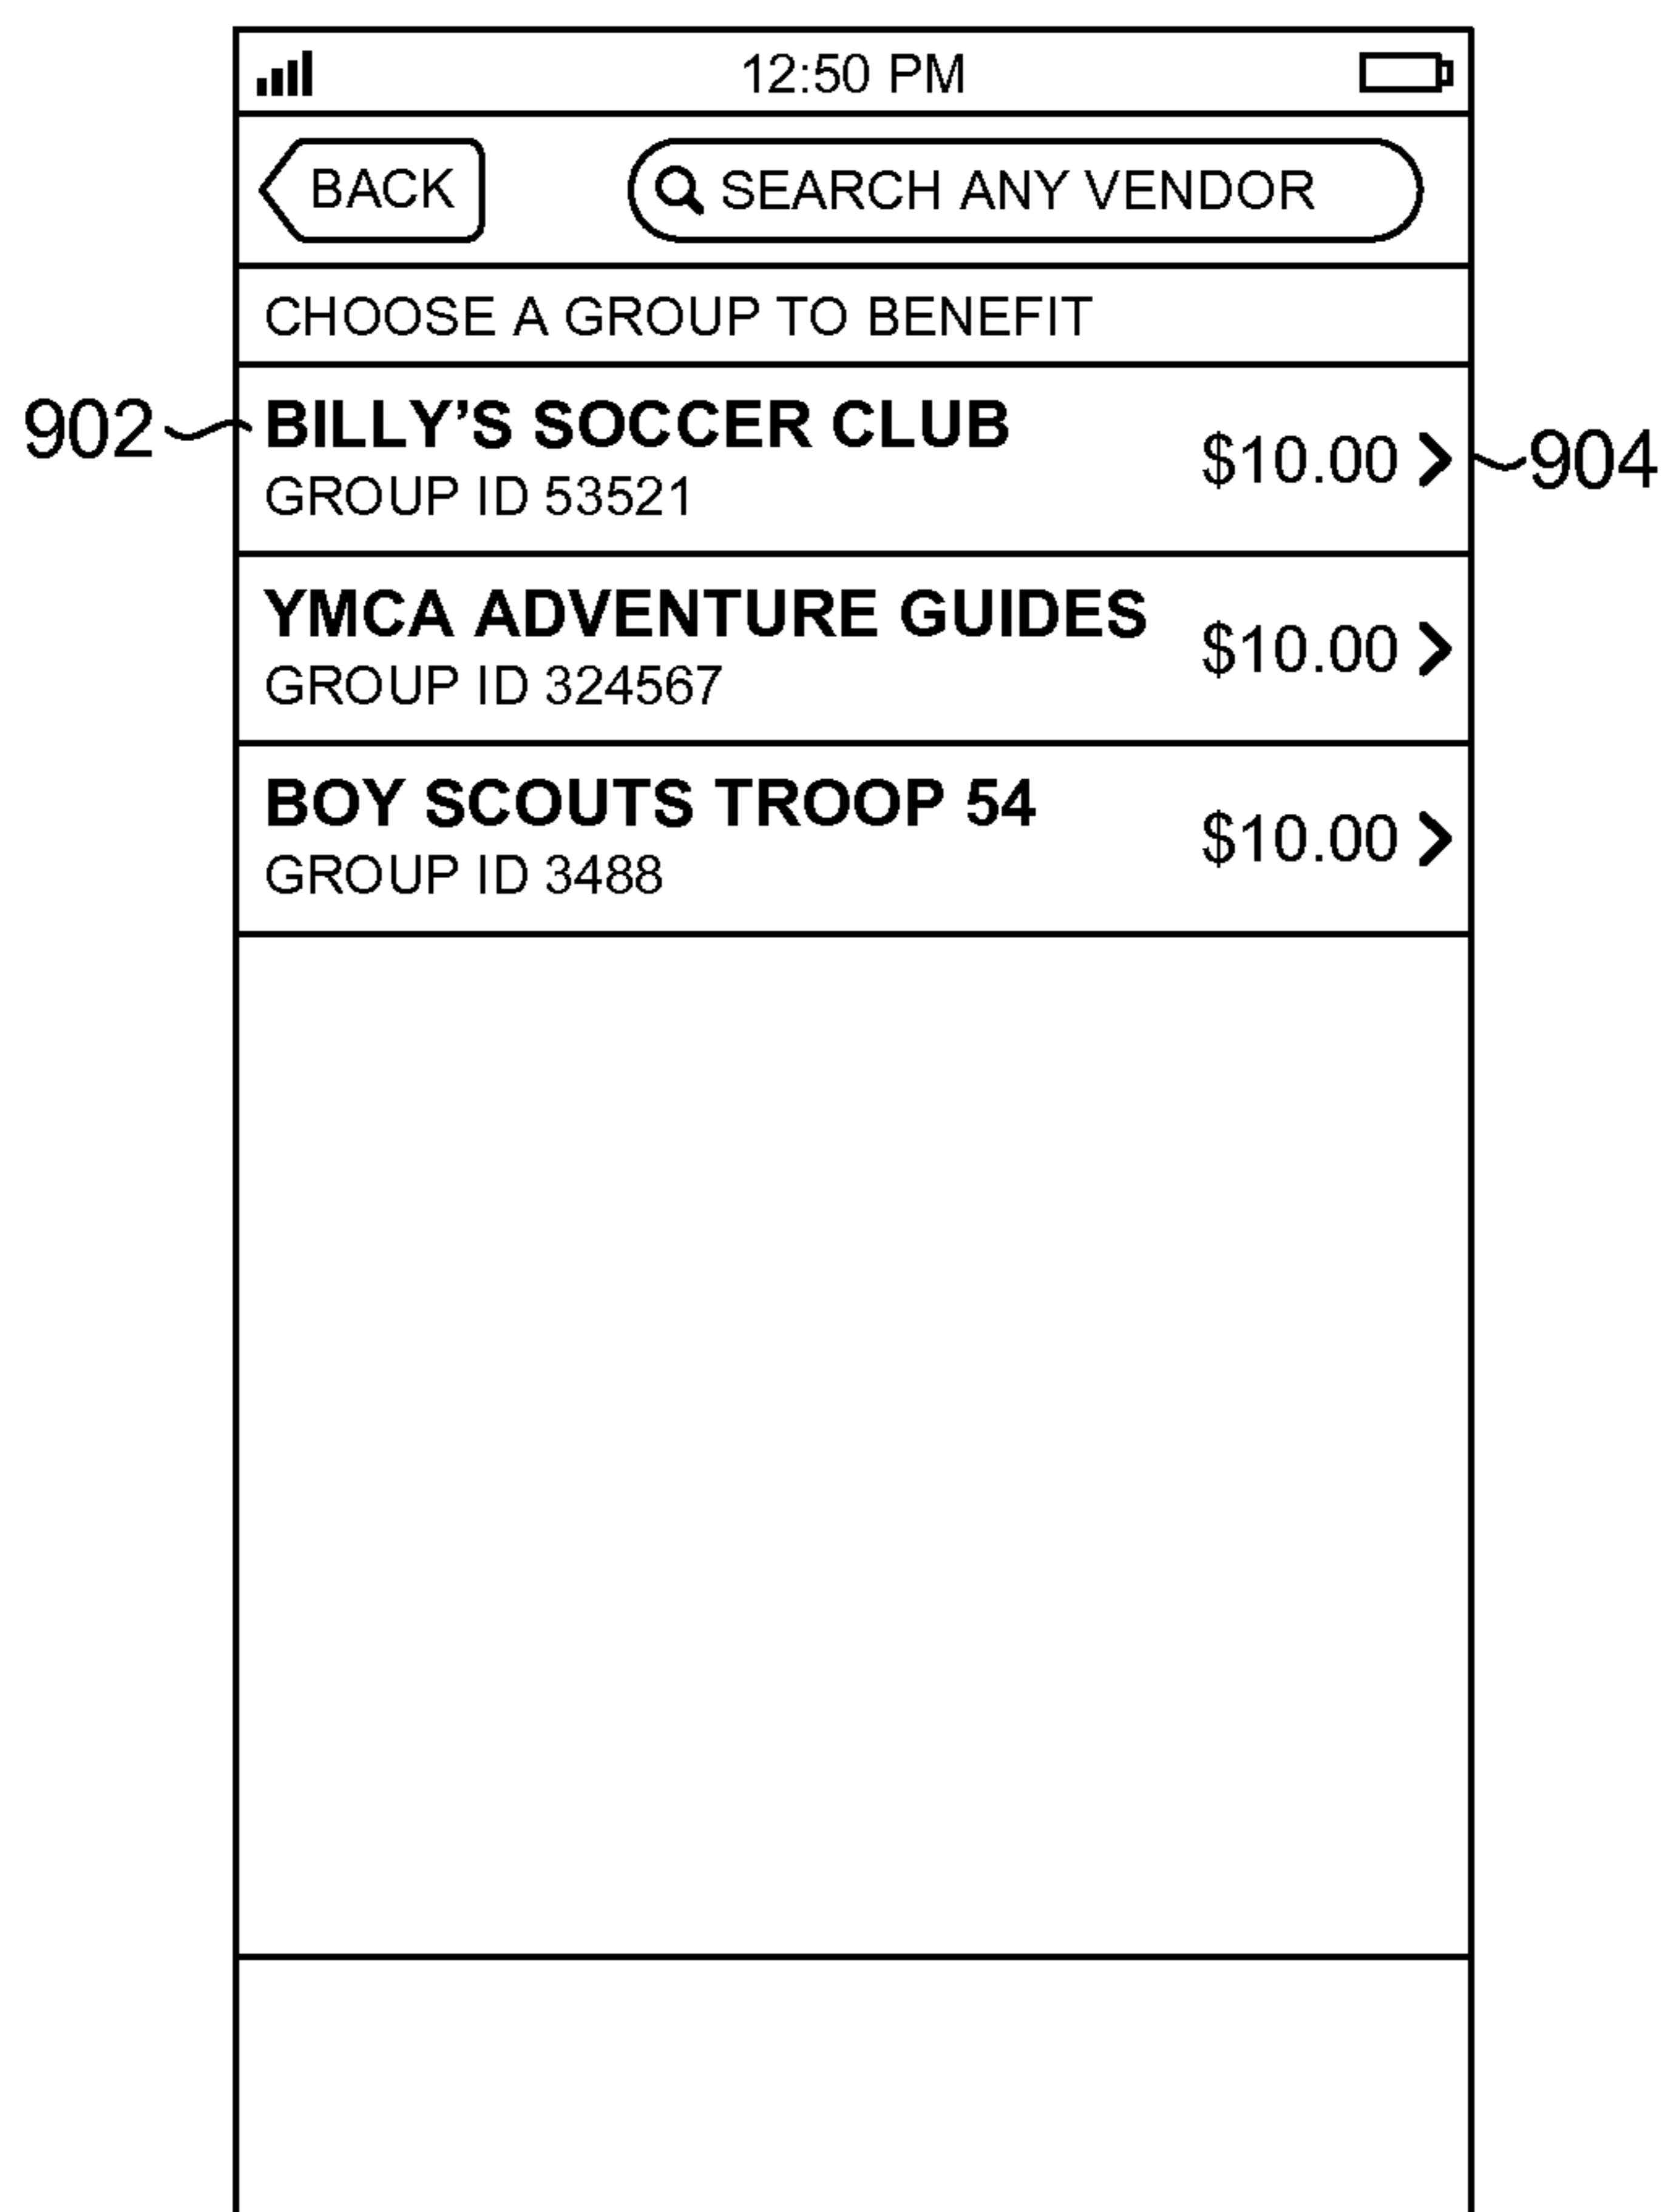 12:50 PM
BACK
SEARCH ANY VENDOR
CHOOSE A GROUP TO BENEFIT
902
BILLY’S SOCCER CLUB
GROUP ID 53521
$10.00
904
YMCA ADVENTURE GUIDES
GROUP ID 324567
$10.00
BOY SCOUTS TROOP 54
GROUP ID 3488
$10.00